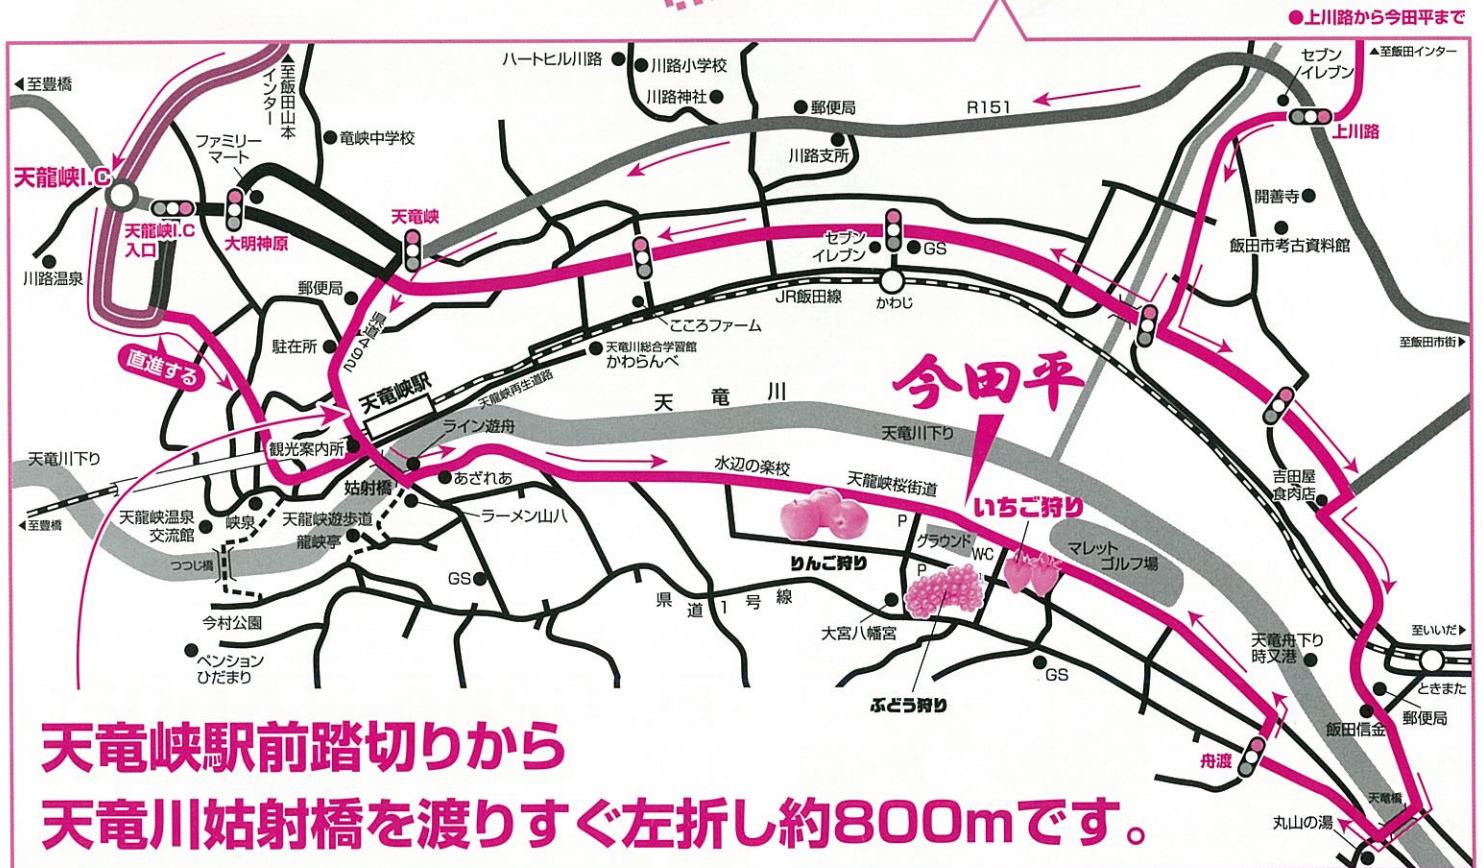 ●上川路から今田平まで
◀至豊橋
▲至飯田山本
インター
ハートヒル川路
川路小学校
川路神社
郵便局
R151
セブン
イレブン
▲至飯田インター
上川路
ファミリー
マート
竜峡中学校
川路支所
天龍峡I.C
天龍峡I.C
入口
大明神原
天竜峡
セブン
イレブン
GS
開善寺
飯田市考古資料館
川路温泉
郵便局
県道492
JR飯田線
かわじ
こころファーム
駐在所
天竜川総合学習館
かわらんべ
至飯田市街▶
直進する
天竜峡駅
天龍峡再生道路
天竜川
今田平
ライン遊舟
天竜川下り
観光案内所
天竜川下り
水辺の楽校
あざれあ
姑射橋
天龍峡桜街道
吉田屋
食肉店
いちご狩り
◀至豊橋
天龍峡温泉
交流館
峡泉
天龍峡遊歩道
龍峡亭
ラーメン山八
P
グラウンド
WC
マレット
ゴルフ場
りんご狩り
P
つつじ橋
GS
県道1号線
今村公園
大宮八幡宮
天竜舟下り
時又港
至いいだ▶
ペンション
ひだまり
GS
ときまた
ぶどう狩り
郵便局
飯田信金
天竜峡駅前踏切りから
舟渡
天竜川姑射橋を渡りすぐ左折し約800mです。
天竜橋
丸山の湯